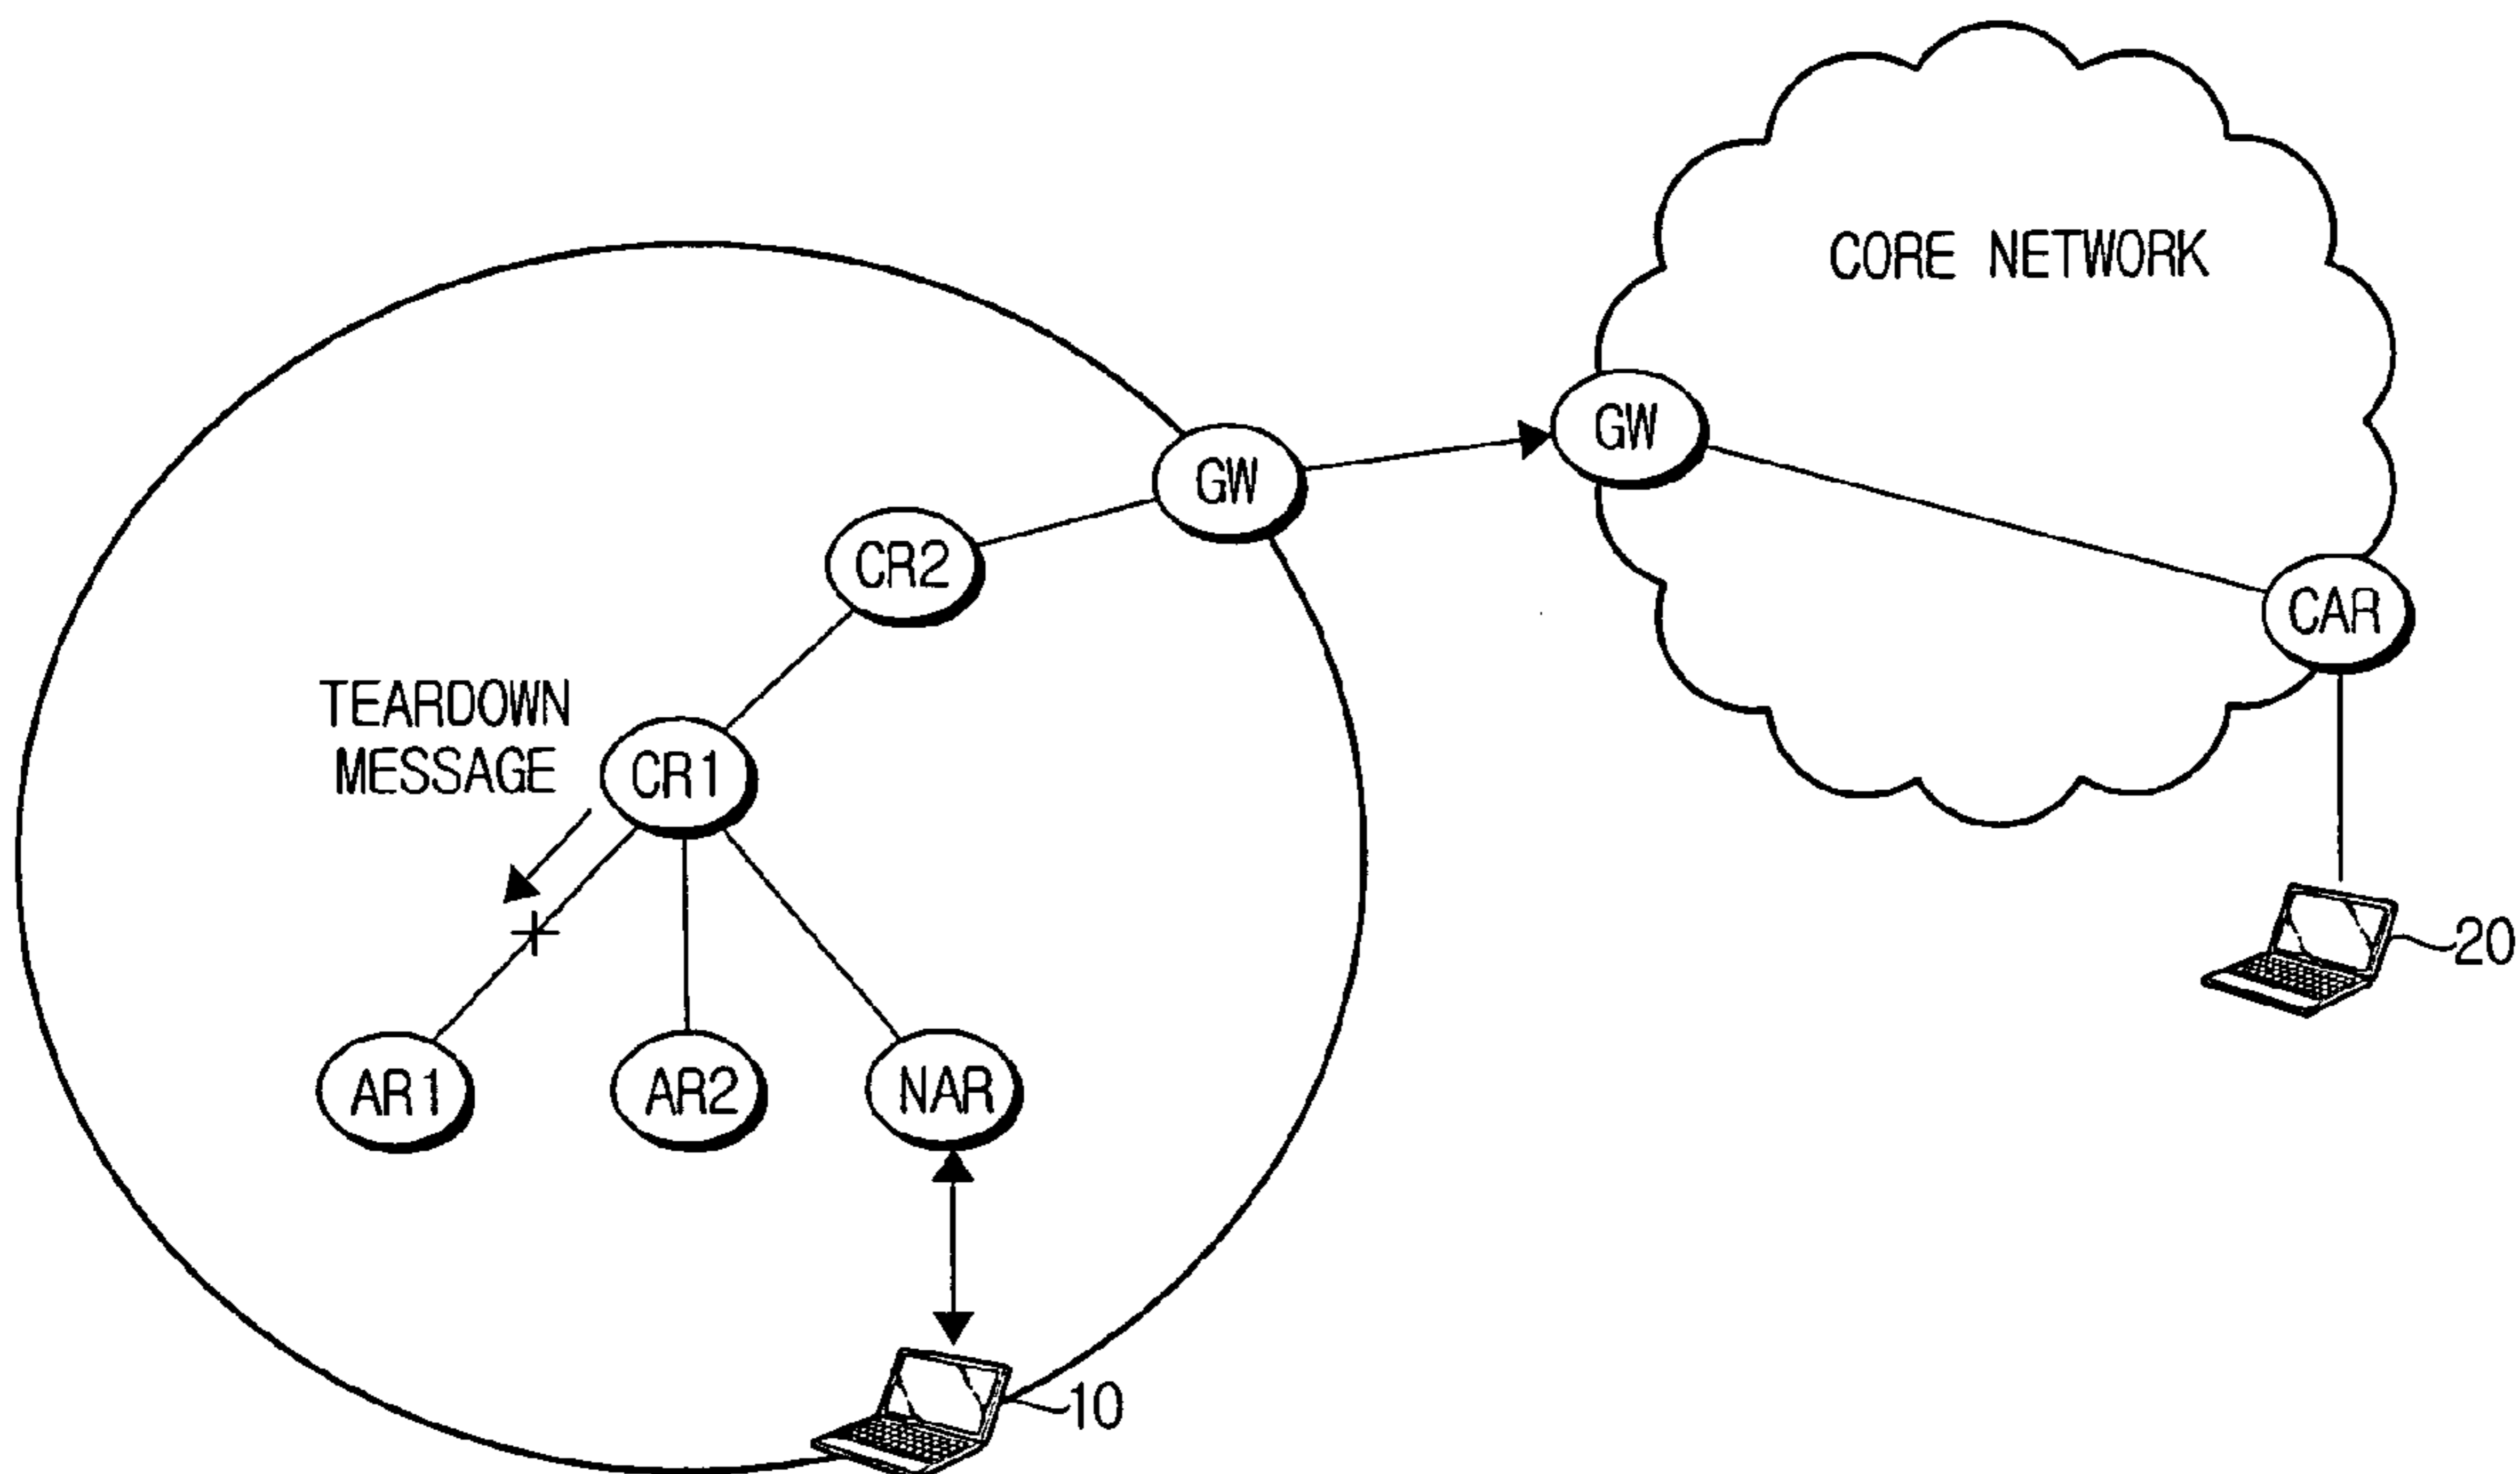 CORE NETWORK
GW
GW
CR2
CAR
TEARDOWN
MESSAGE
CR1
20
AR1
AR2
NAR
10